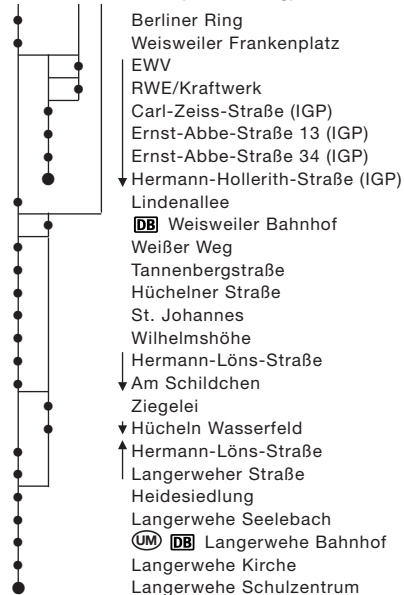 Berliner Ring
Weisweiler Frankenplatz
EWV
RWE/Kraftwerk
Carl-Zeiss-Straße (IGP)
Ernst-Abbe-Straße 13 (IGP)
Ernst-Abbe-Straße 34 (IGP)
Hermann-Hollerith-Straße (IGP)
Lindenallee
DB Weisweiler Bahnhof
Weißer Weg
Tannenbergstraße
Hüchelner Straße
St. Johannes
Wilhelmshöhe
Hermann-Löns-Straße
Am Schildchen
Ziegelei
Hücheln Wasserfeld
Hermann-Löns-Straße
Langerweher Straße
Heidesiedlung
Langerwehe Seelebach
UM DB Langerwehe Bahnhof
Langerwehe Kirche
Langerwehe Schulzentrum